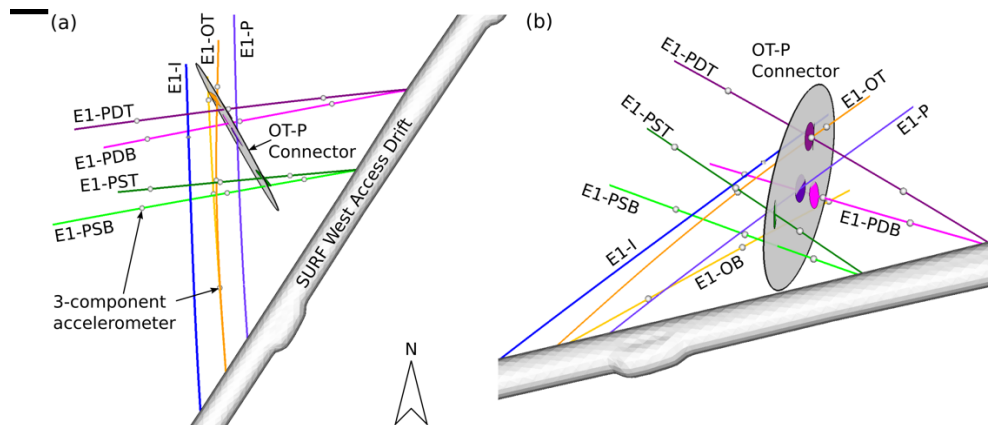 (a)
E1-I
E1-OT
E1-P
E1-PDT
E1-PDB
E1-PST
E1-PSB
OT-P
Connector
SURF West Access Drift
3-component
accelerometer
N
(b)
OT-P
Connector
E1-PDT
E1-OT
E1-P
E1-PST
E1-PSB
E1-PDB
E1-I
E1-OB